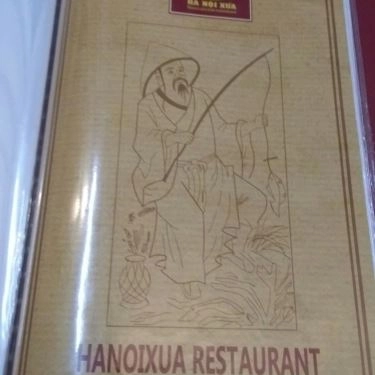 HÀ NỘI XƯA
HANOIXUA RESTAURANT